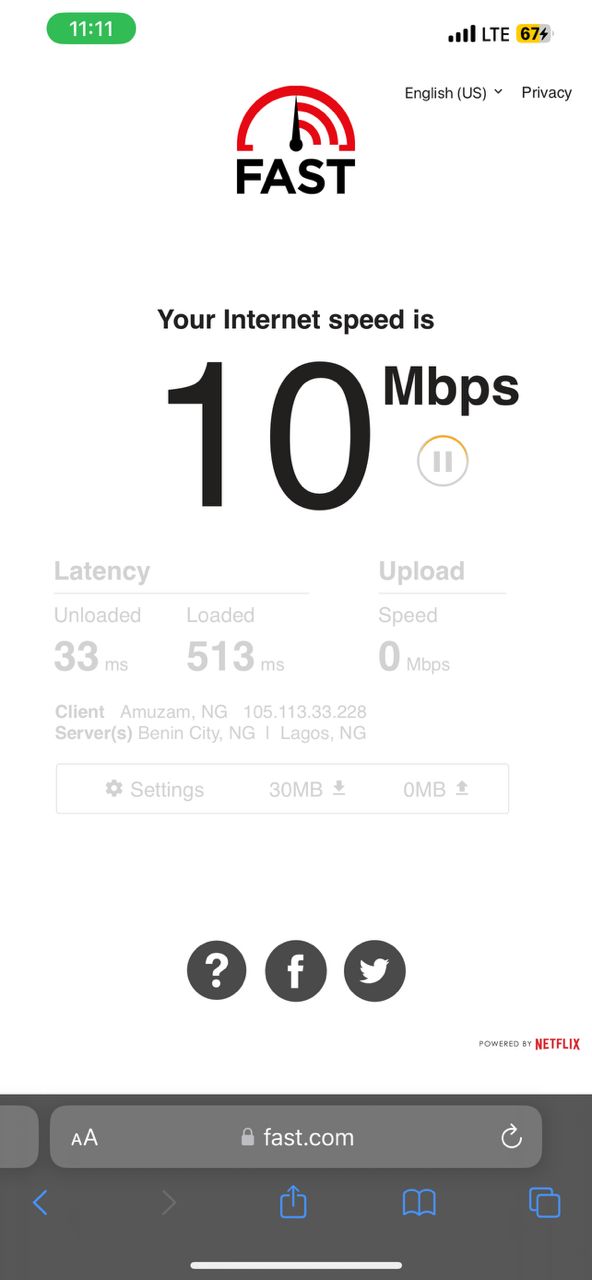 11:11 LTE 67
English (US) Privacy
FAST
Your Internet speed is
10 Mbps
Latency Upload
Unloaded Loaded Speed
33 ms 513 ms 0 Mbps
Client Amuzam, NG 105.113.33.228
Server(s) Benin City, NG | Lagos, NG
Settings 30MB 0MB
?
f
POWERED BY NETFLIX
AA fast.com